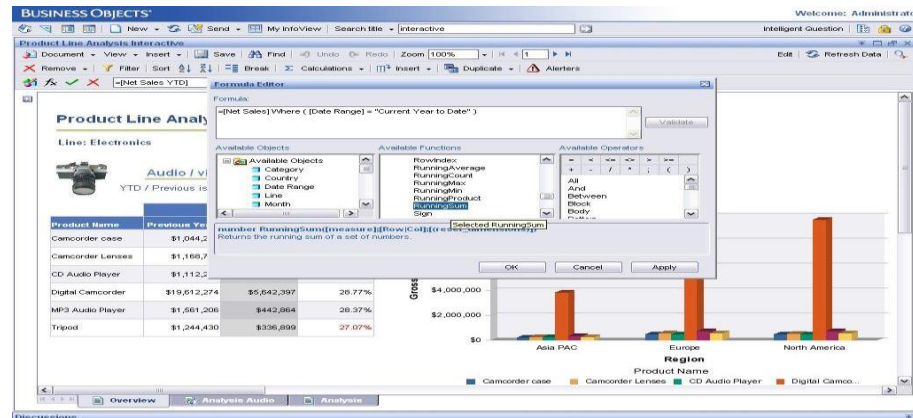 BUSINESS OBJECTS
Welcome: Administrat
New Send My InfoView Search title interactive
Intelligent Question
Product Line Analysis Interactive
Document View Insert Save Find Undo Redo Zoom 100% 1
Edit Refresh Data
Remove Filter Sort Break Calculations Insert Duplicate Alerters
=[Net Sales YTD]
Formula Editor
Formula:
=[Net Sales] Where ( [Date Range] = "Current Year to Date" )
Validate
Available Objects
Available Functions
Available Operators
Available Objects
Category
Country
Date Range
Line
Month
RowIndex
RunningAverage
RunningCount
RunningMax
RunningMin
RunningProduct
RunningSum
Sign
= < <= <> > >=
+ - / * ; ( )
All
And
Between
Block
Body
Selected RunningSum
number RunningSum([measure];[Row|Col];[(reset_dimensions)])
Returns the running sum of a set of numbers.
OK Cancel Apply
Product Line Analy
Line: Electronics
Audio / vi
YTD / Previous is
Product Name Previous Ye
Camcorder case $1,044,2
Camcorder Lenses $1,168,7
CD Audio Player $1,112,2
Digital Camcorder $19,612,274 $5,642,397 28.77%
MP3 Audio Player $1,561,206 $442,864 28.37%
Tripod $1,244,430 $336,899 27.07%
Gross
$4,000,000
$2,000,000
$0
Asia PAC Europe North America
Region
Product Name
Camcorder case Camcorder Lenses CD Audio Player Digital Camco...
Overview Analysis Audio Analysis
Discussions